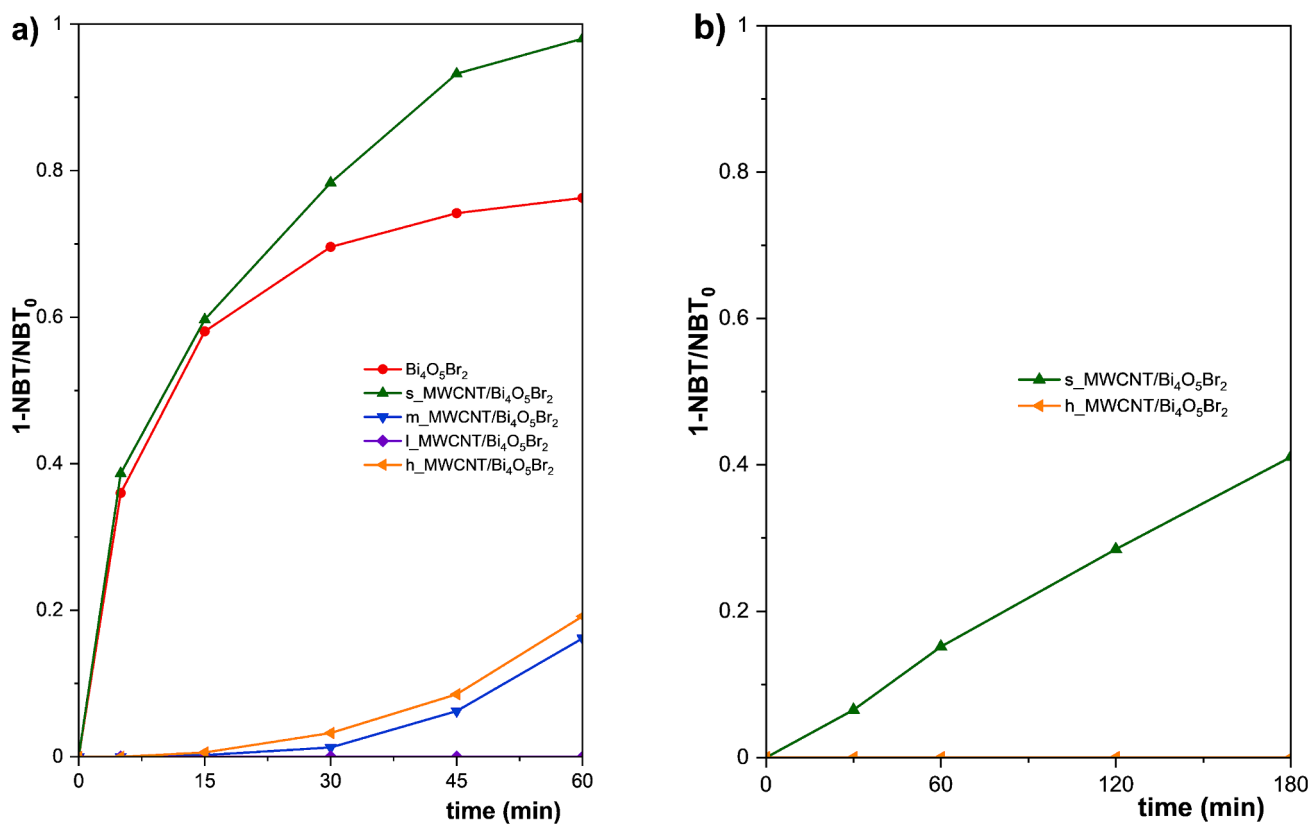 a)
1-NBT/NBT₀
1
0.8
0.6
0.4
0.2
0
0 15 30 45 60
time (min)
Bi₄O₅Br₂
s_MWCNT/Bi₄O₅Br₂
m_MWCNT/Bi₄O₅Br₂
l_MWCNT/Bi₄O₅Br₂
h_MWCNT/Bi₄O₅Br₂
b)
1-NBT/NBT₀
1
0.8
0.6
0.4
0.2
0
0 60 120 180
time (min)
s_MWCNT/Bi₄O₅Br₂
h_MWCNT/Bi₄O₅Br₂